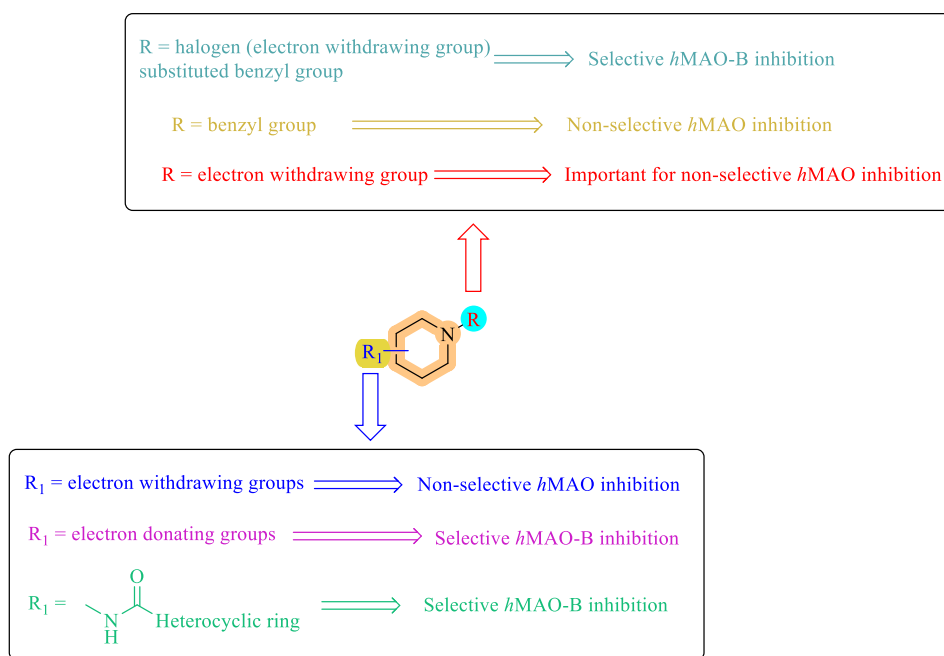 R = halogen (electron withdrawing group)
substituted benzyl group
Selective hMAO-B inhibition
R = benzyl group
Non-selective hMAO inhibition
R = electron withdrawing group
Important for non-selective hMAO inhibition
R
N
R₁
R₁ = electron withdrawing groups
Non-selective hMAO inhibition
R₁ = electron donating groups
Selective hMAO-B inhibition
O
R₁ =
N
H
Heterocyclic ring
Selective hMAO-B inhibition